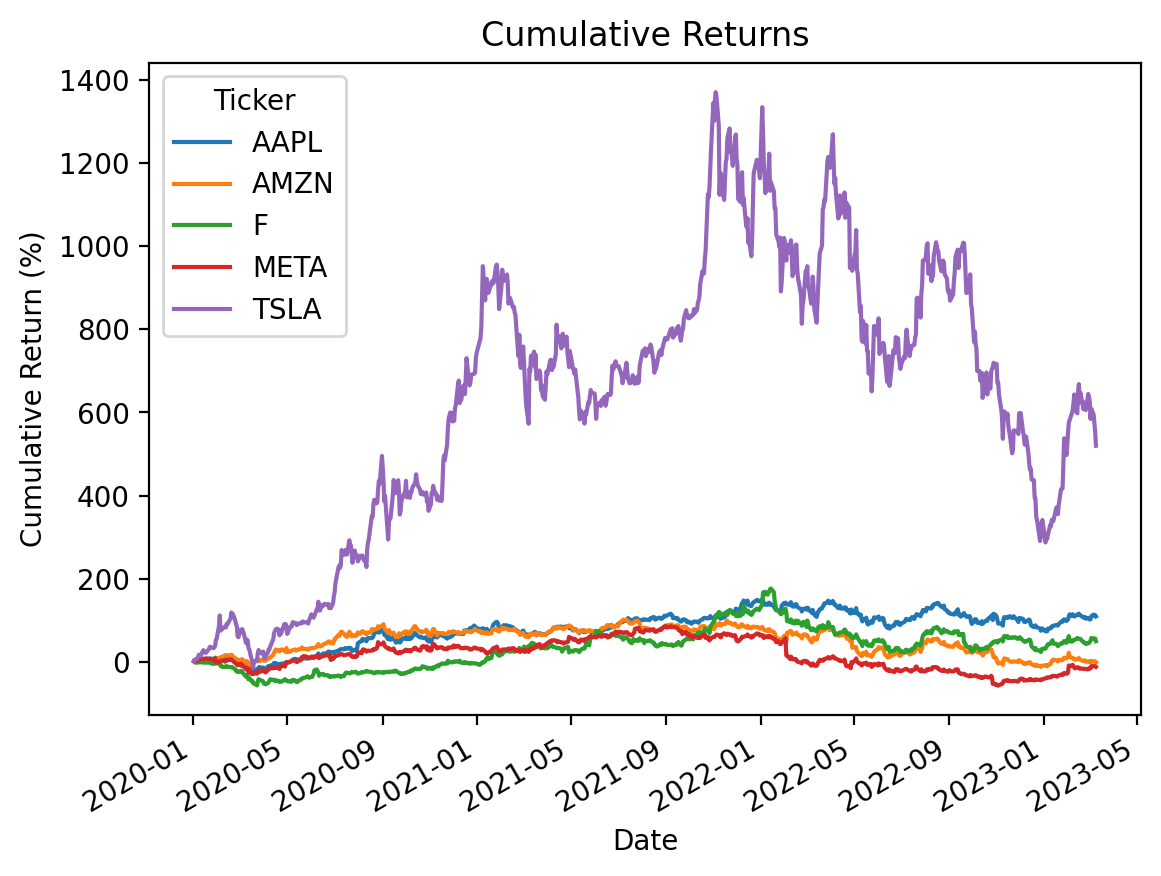 Cumulative Returns
Cumulative Return (%)
1400
1200
1000
800
600
400
200
0
Ticker
AAPL
AMZN
F
META
TSLA
2020-01
2020-05
2020-09
2021-01
2021-05
2021-09
2022-01
2022-05
2022-09
2023-01
2023-05
Date